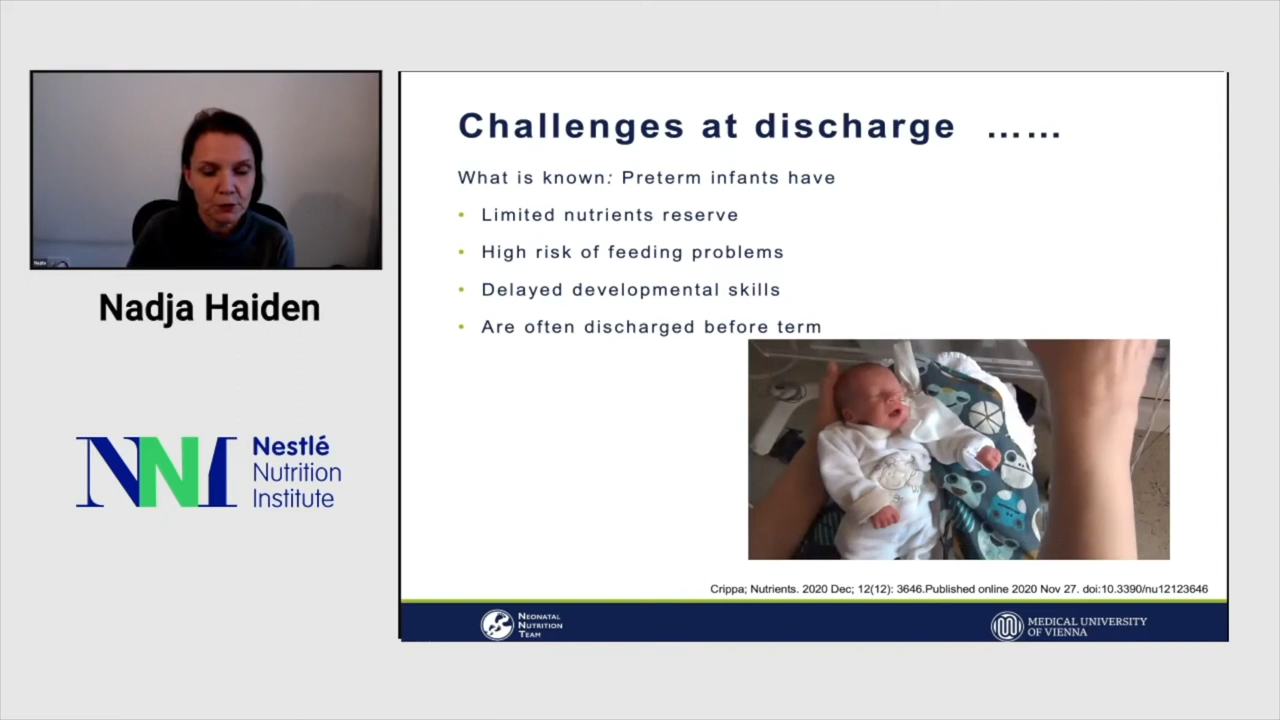 Nadja Haiden
NNI
Nestlé
Nutrition
Institute
Challenges at discharge ……
What is known: Preterm infants have
• Limited nutrients reserve
• High risk of feeding problems
• Delayed developmental skills
• Are often discharged before term
Crippa; Nutrients. 2020 Dec; 12(12): 3646.Published online 2020 Nov 27. doi:10.3390/nu12123646
NEONATAL
NUTRITION
TEAM
MEDICAL UNIVERSITY
OF VIENNA